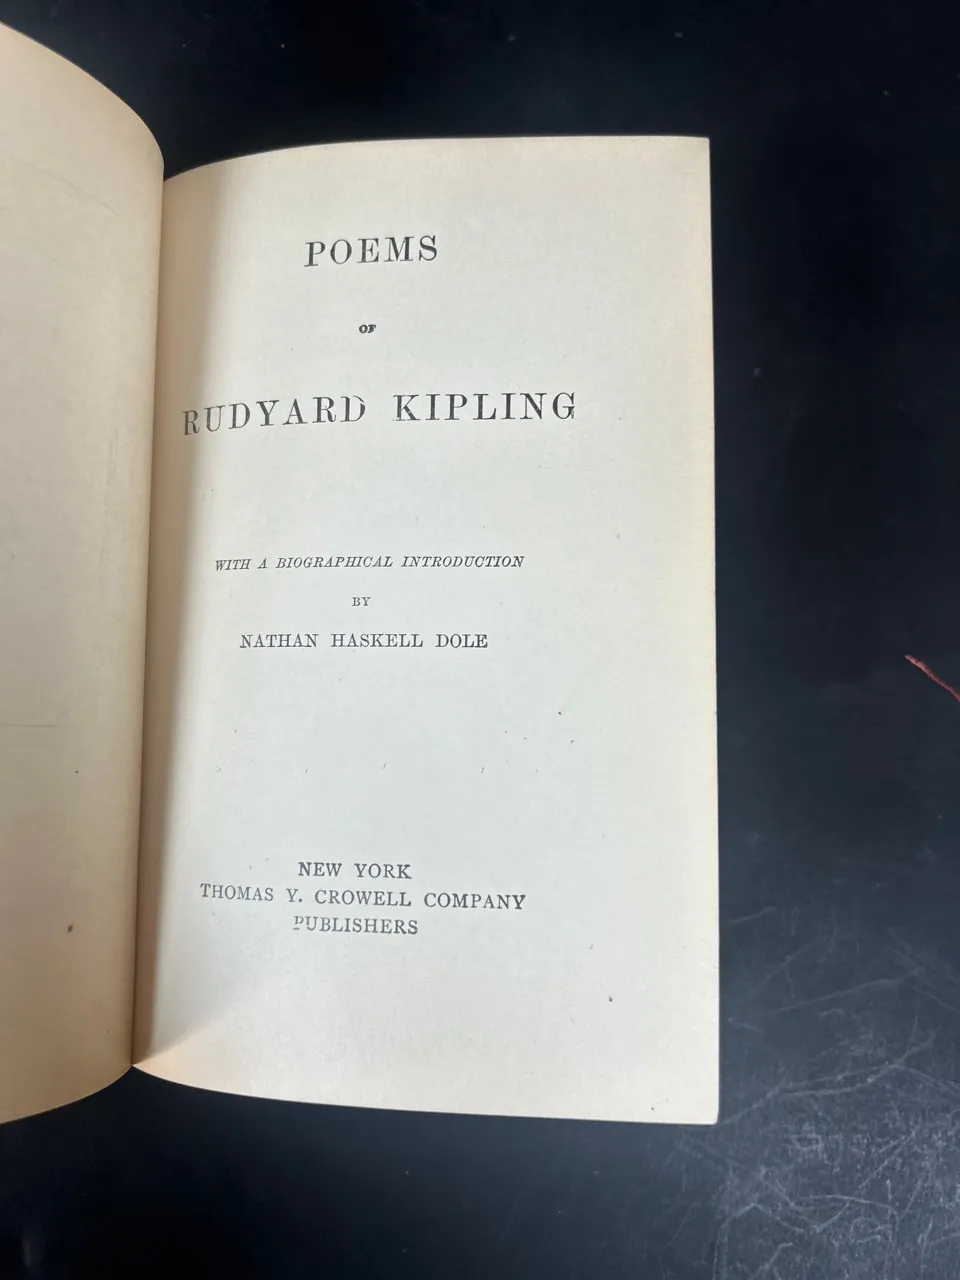 POEMS
OF
RUDYARD KIPLING
WITH A BIOGRAPHICAL INTRODUCTION
BY
NATHAN HASKELL DOLE
NEW YORK
THOMAS Y. CROWELL COMPANY
PUBLISHERS